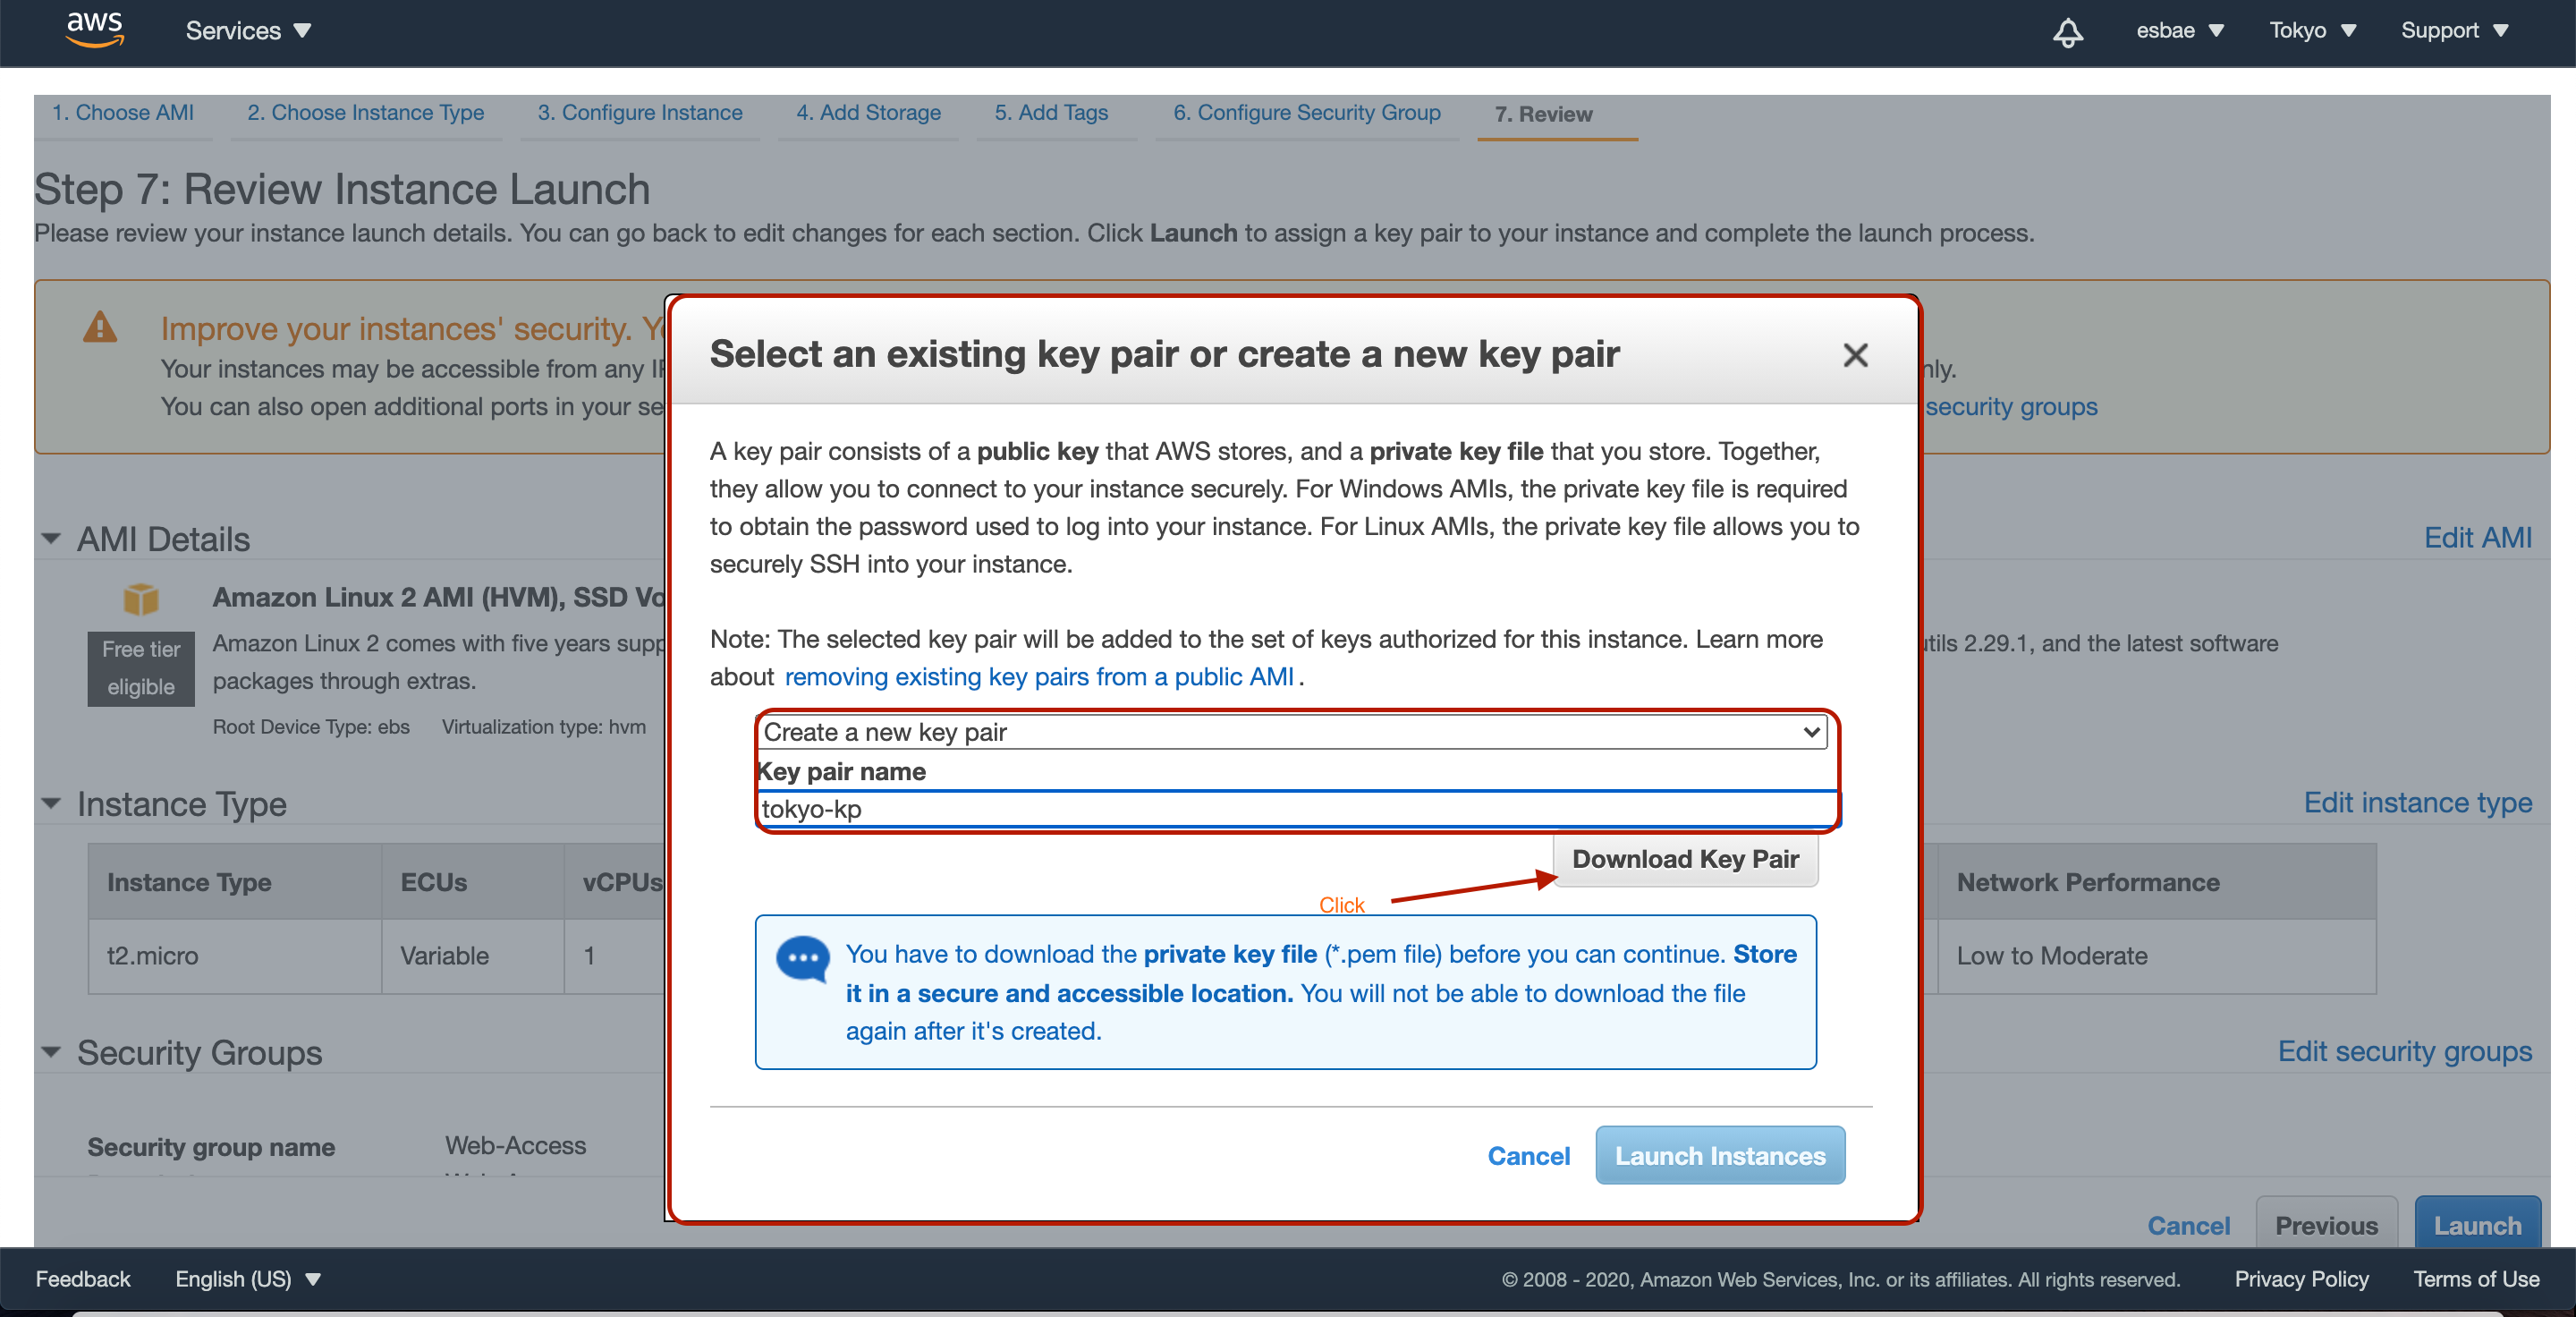 aws
Services
esbae
Tokyo
Support
1. Choose AMI
2. Choose Instance Type
3. Configure Instance
4. Add Storage
5. Add Tags
6. Configure Security Group
7. Review
Step 7: Review Instance Launch
Please review your instance launch details. You can go back to edit changes for each section. Click Launch to assign a key pair to your instance and complete the launch process.
Improve your instances' security.
Your instances may be accessible from any
nly.
You can also open additional ports in your se
security groups
Select an existing key pair or create a new key pair
A key pair consists of a public key that AWS stores, and a private key file that you store. Together,
they allow you to connect to your instance securely. For Windows AMIs, the private key file is required
to obtain the password used to log into your instance. For Linux AMIs, the private key file allows you to
securely SSH into your instance.
Note: The selected key pair will be added to the set of keys authorized for this instance. Learn more
about removing existing key pairs from a public AMI.
Create a new key pair
Key pair name
tokyo-kp
Download Key Pair
Click
You have to download the private key file (*.pem file) before you can continue. Store
it in a secure and accessible location. You will not be able to download the file
again after it's created.
Cancel
Launch Instances
AMI Details
Edit AMI
Amazon Linux 2 AMI (HVM), SSD Vo
Free tier
eligible
Amazon Linux 2 comes with five years supp
utils 2.29.1, and the latest software
packages through extras.
Root Device Type: ebs
Virtualization type: hvm
Instance Type
Edit instance type
Instance Type
ECUs
vCPUs
Network Performance
t2.micro
Variable
1
Low to Moderate
Security Groups
Edit security groups
Security group name
Web-Access
Cancel
Previous
Launch
Feedback
English (US)
© 2008 - 2020, Amazon Web Services, Inc. or its affiliates. All rights reserved.
Privacy Policy
Terms of Use